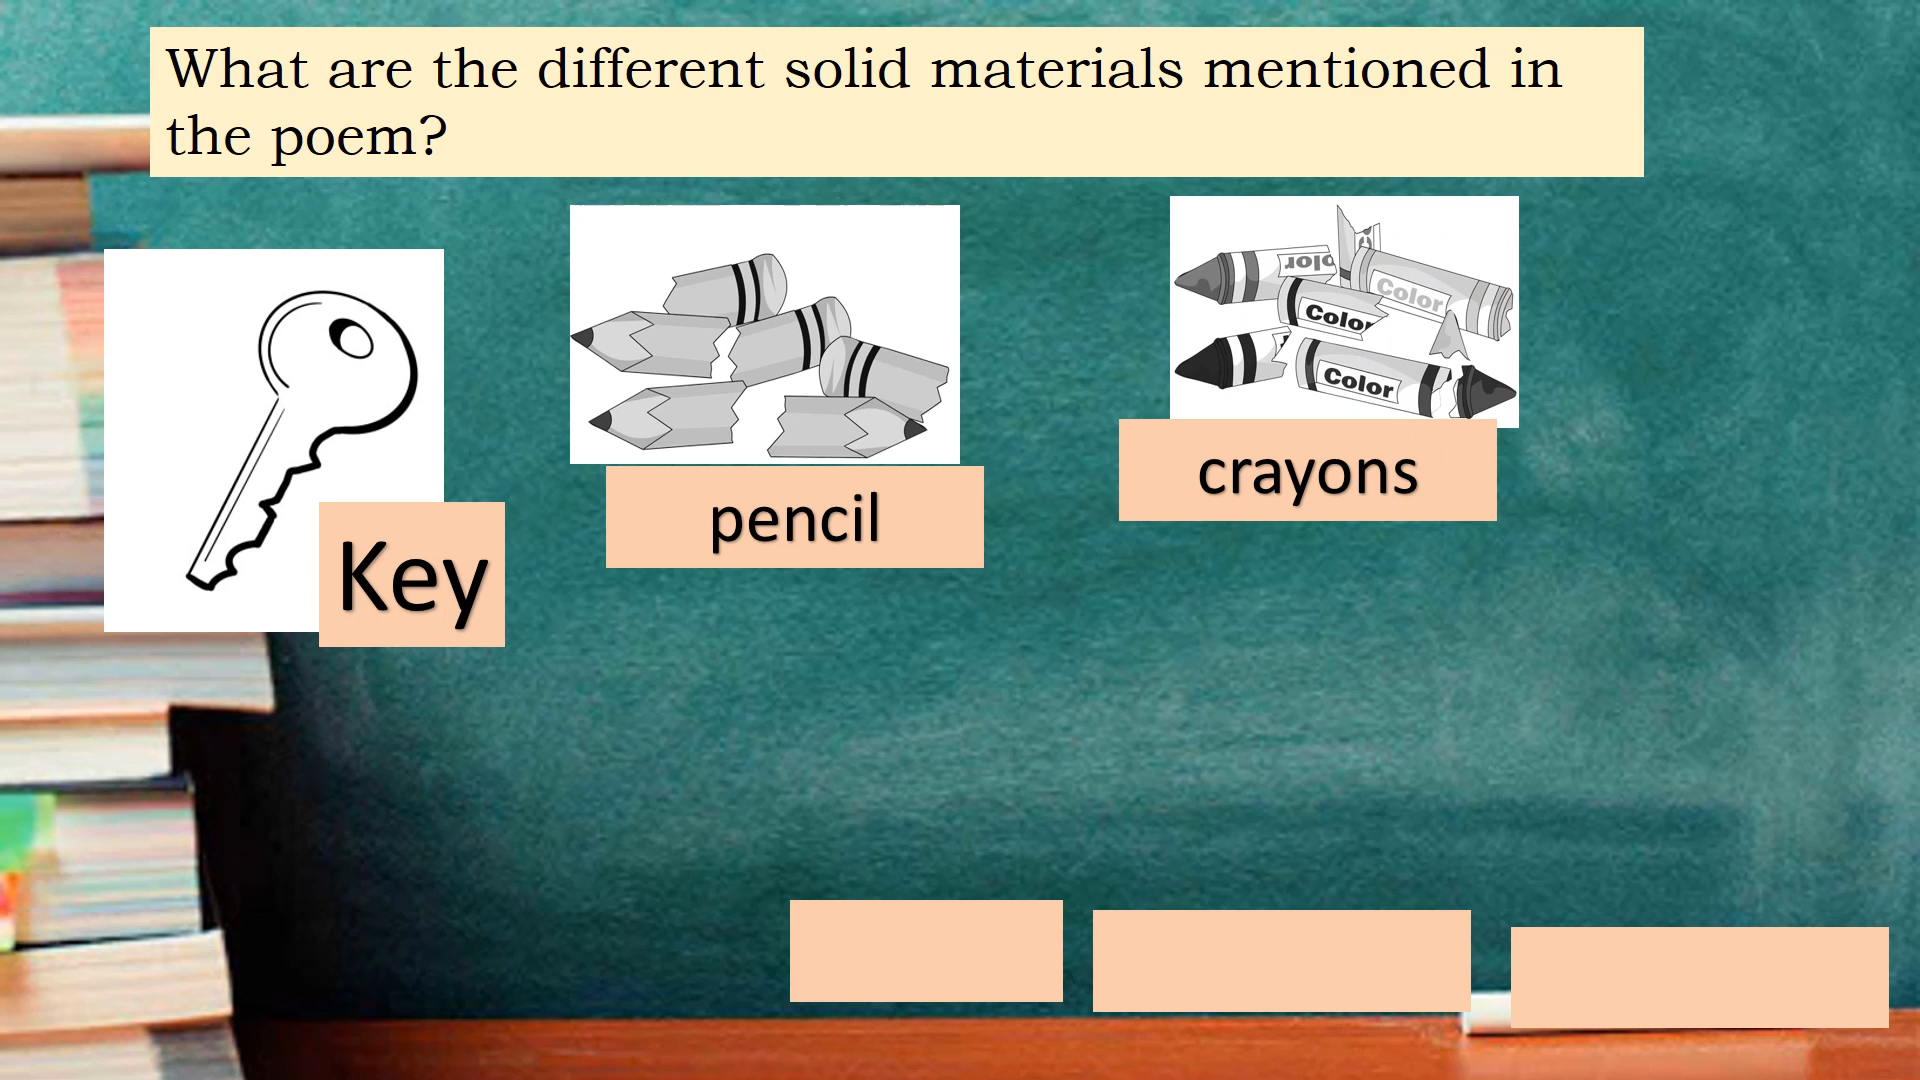 What are the different solid materials mentioned in
the poem?
Key
pencil
crayons
Color
Color
Color
Color